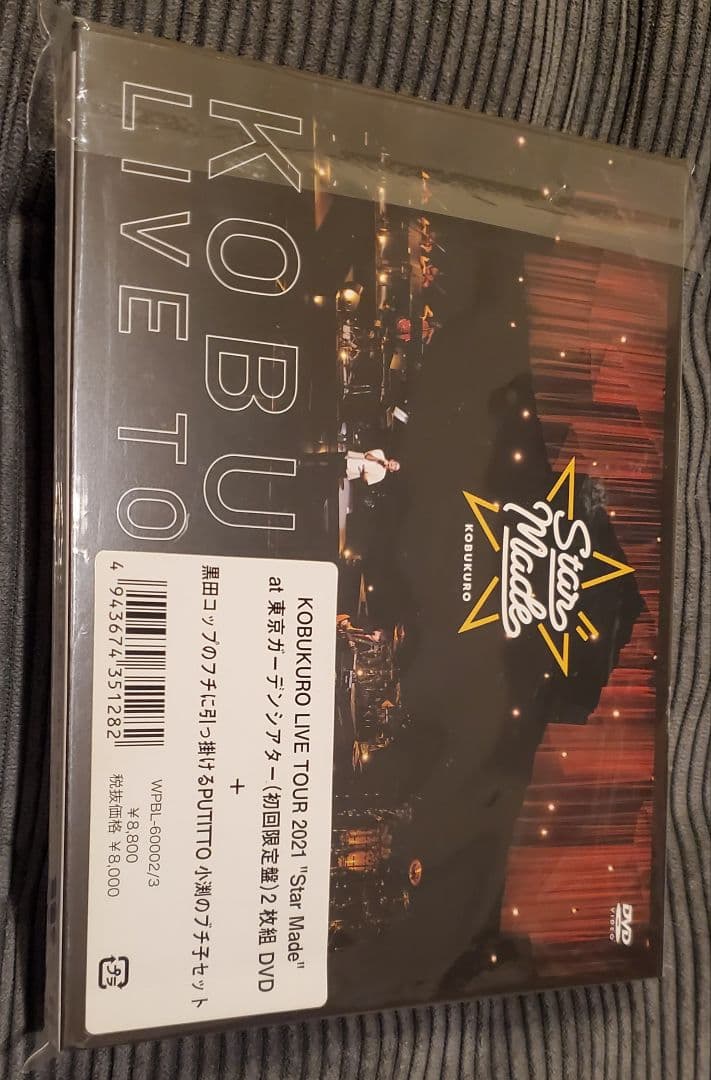 KOBU
LIVE TO
Star
Made
KOBUKURO
DVD
VIDEO
KOBUKURO LIVE TOUR 2021 "Star Made"
at 東京ガーデンシアター(初回限定盤)2枚組 DVD
+
黒田コップのフチに引っ掛けるPUTITTO 小渕のプチ子セット
4 943674 351282
WPBL-60002/3
¥8,800
税抜価格 ¥8,000
プラ